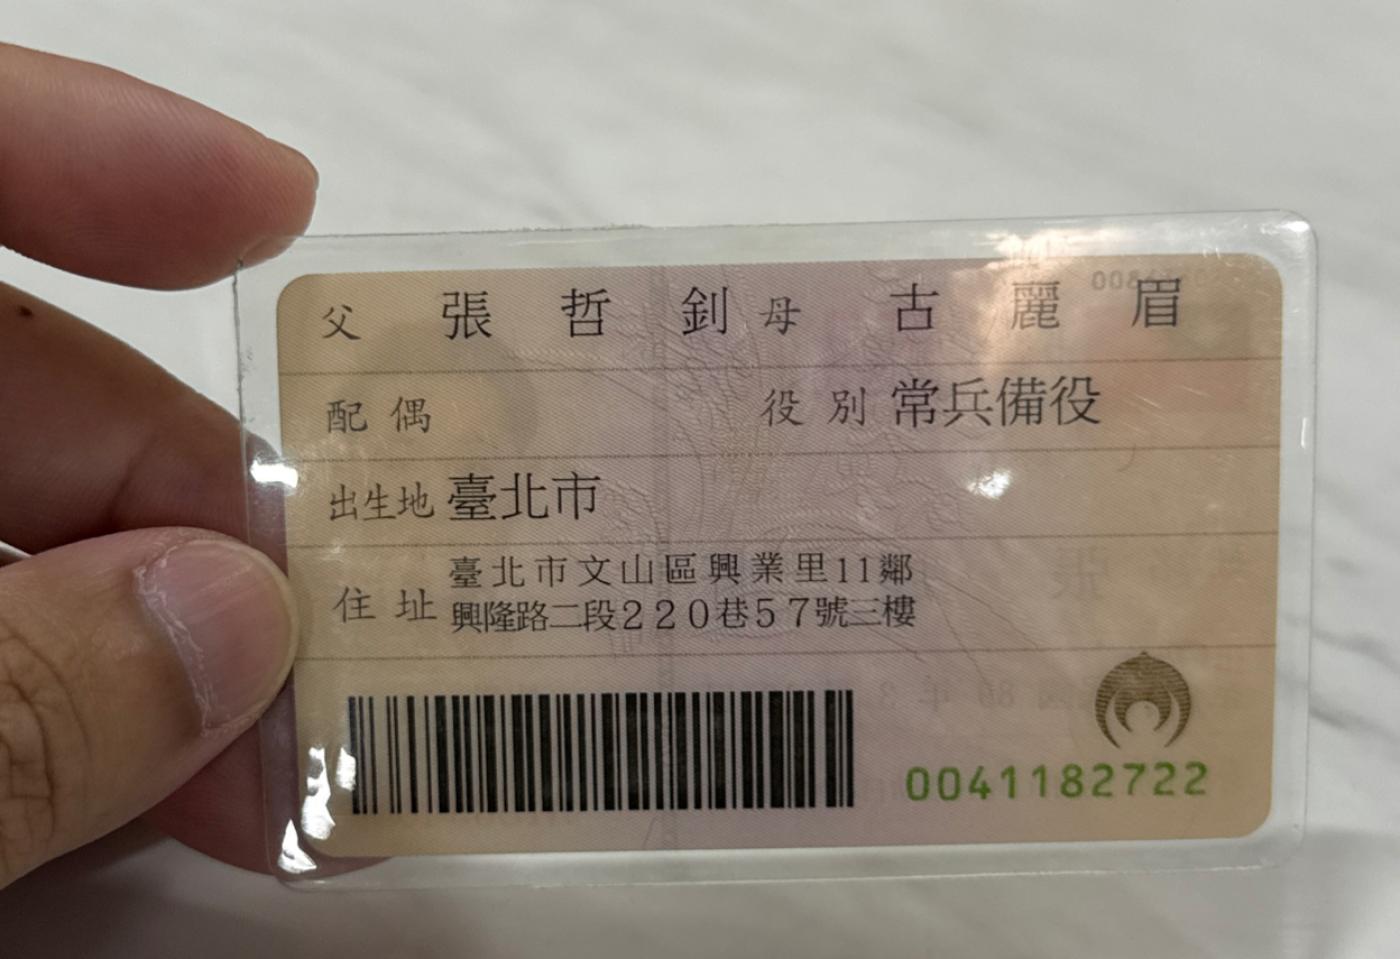 父 張哲釗 母 古麗眉
配偶 役別 常兵備役
出生地 臺北市
住址 臺北市文山區興業里11鄰
興隆路二段220巷57號三樓
0041182722